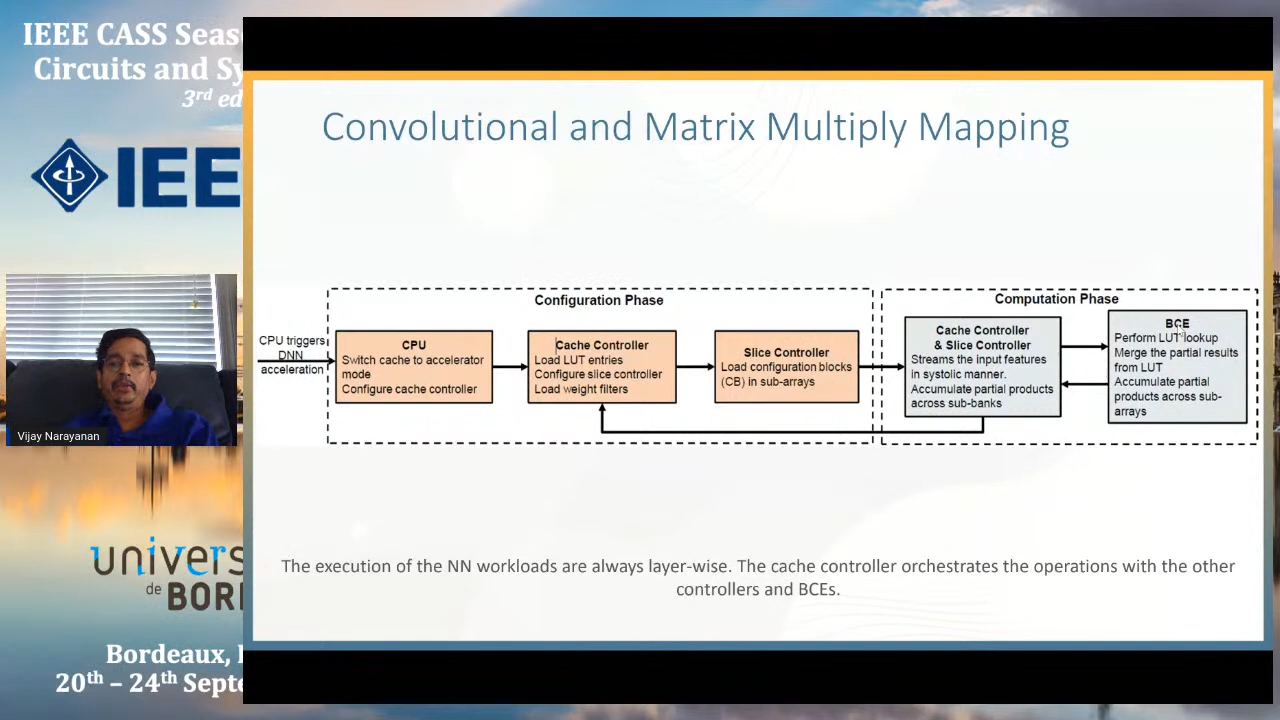 IEEE CASS Seas
Circuits and Sy
3rd ed
IEE
Vijay Narayanan
univers
de BOR
Bordeaux,
20th – 24th Septe
Convolutional and Matrix Multiply Mapping
Configuration Phase
Computation Phase
CPU triggers
DNN
acceleration
CPU
Switch cache to accelerator
mode
Configure cache controller
Cache Controller
Load LUT entries
Configure slice controller
Load weight filters
Slice Controller
Load configuration blocks
(CB) in sub-arrays
Cache Controller
& Slice Controller
Streams the input features
in systolic manner.
Accumulate partial products
across sub-banks
BCE
Perform LUT lookup
Merge the partial results
from LUT
Accumulate partial
products across sub-
arrays
The execution of the NN workloads are always layer-wise. The cache controller orchestrates the operations with the other
controllers and BCEs.